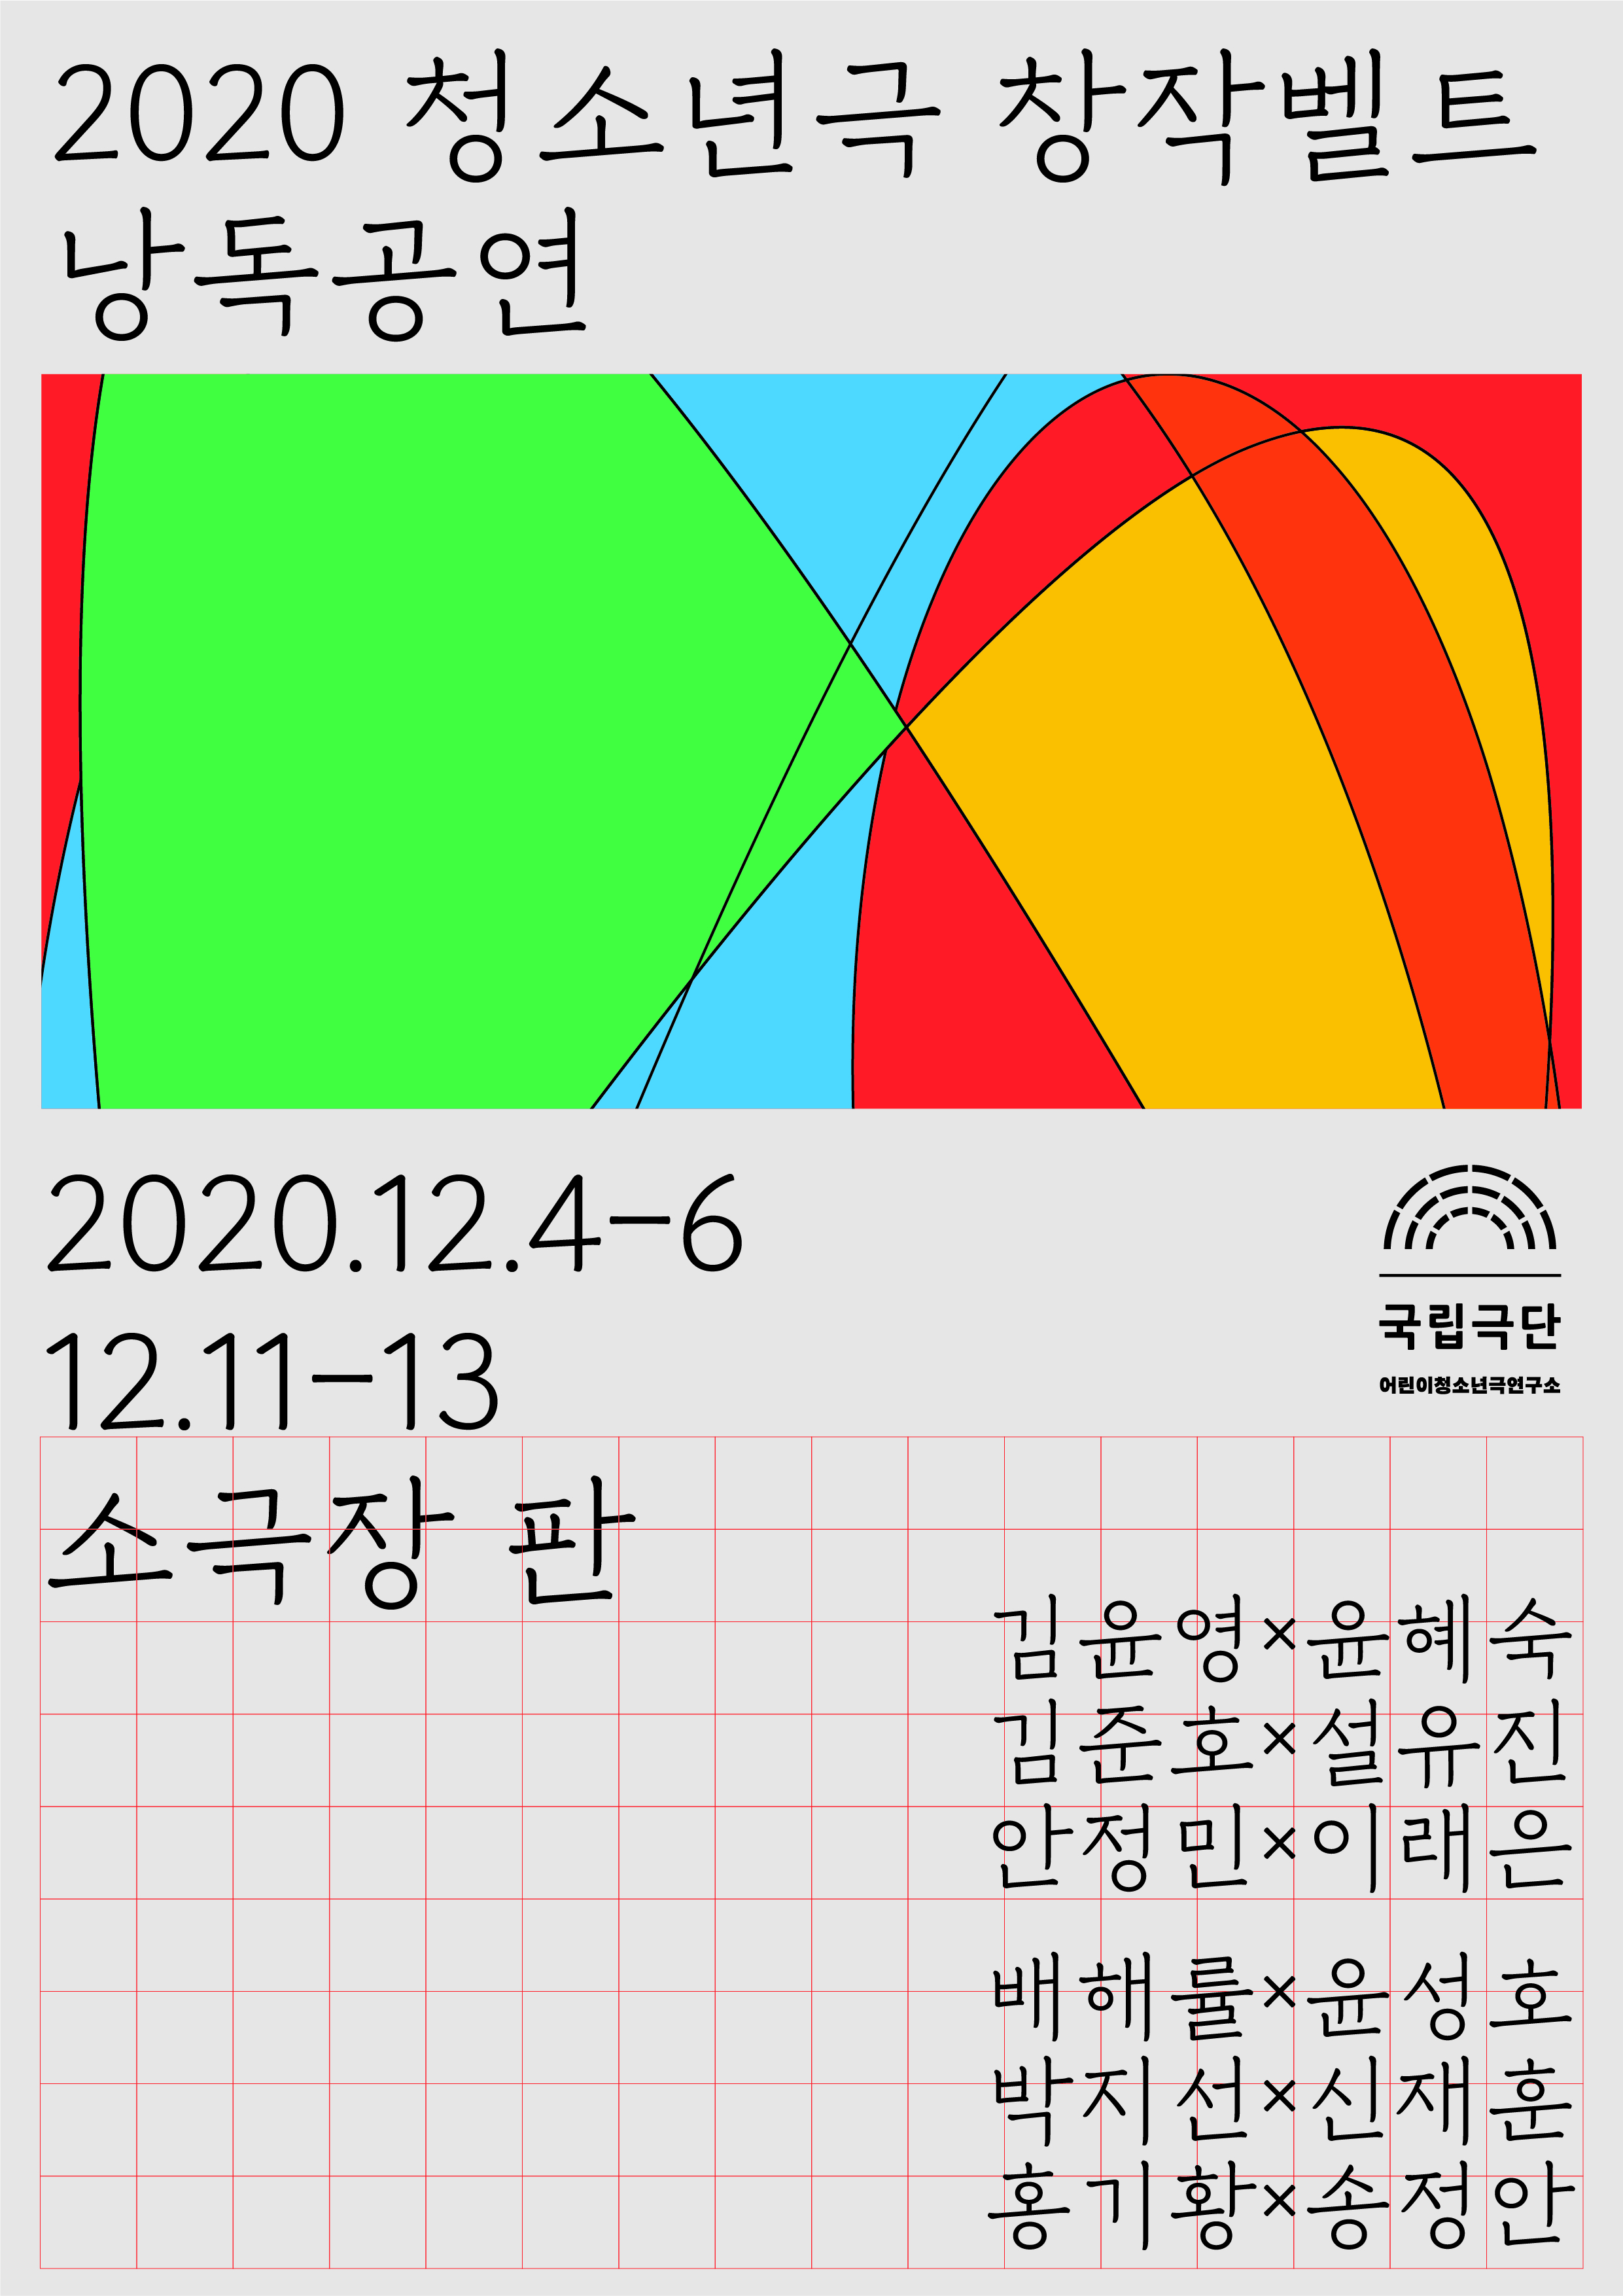 2020 청소년극 창작벨트
낭독공연
2020.12.4–6
12.11–13
국립극단
어린이청소년극연구소
소극장 판
김윤영×윤혜숙
김준호×설유진
안정민×이래은
배해률×윤성호
박지선×신재훈
홍기황×송정안